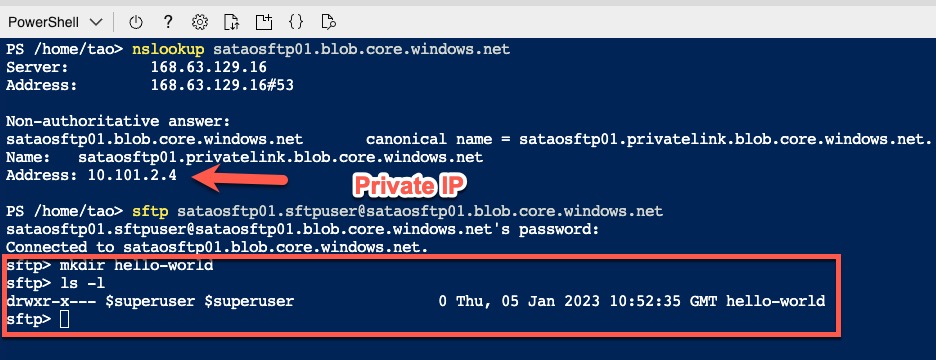 PowerShell
PS /home/tao> nslookup sataosftp01.blob.core.windows.net
Server:         168.63.129.16
Address:        168.63.129.16#53
Non-authoritative answer:
sataosftp01.blob.core.windows.net       canonical name = sataosftp01.privatelink.blob.core.windows.net.
Name:   sataosftp01.privatelink.blob.core.windows.net
Address: 10.101.2.4
Private IP
PS /home/tao> sftp sataosftp01.sftpuser@sataosftp01.blob.core.windows.net
sataosftp01.sftpuser@sataosftp01.blob.core.windows.net's password:
Connected to sataosftp01.blob.core.windows.net.
sftp> mkdir hello-world
sftp> ls -l
drwxr-x--- $superuser $superuser               0 Thu, 05 Jan 2023 10:52:35 GMT hello-world
sftp>